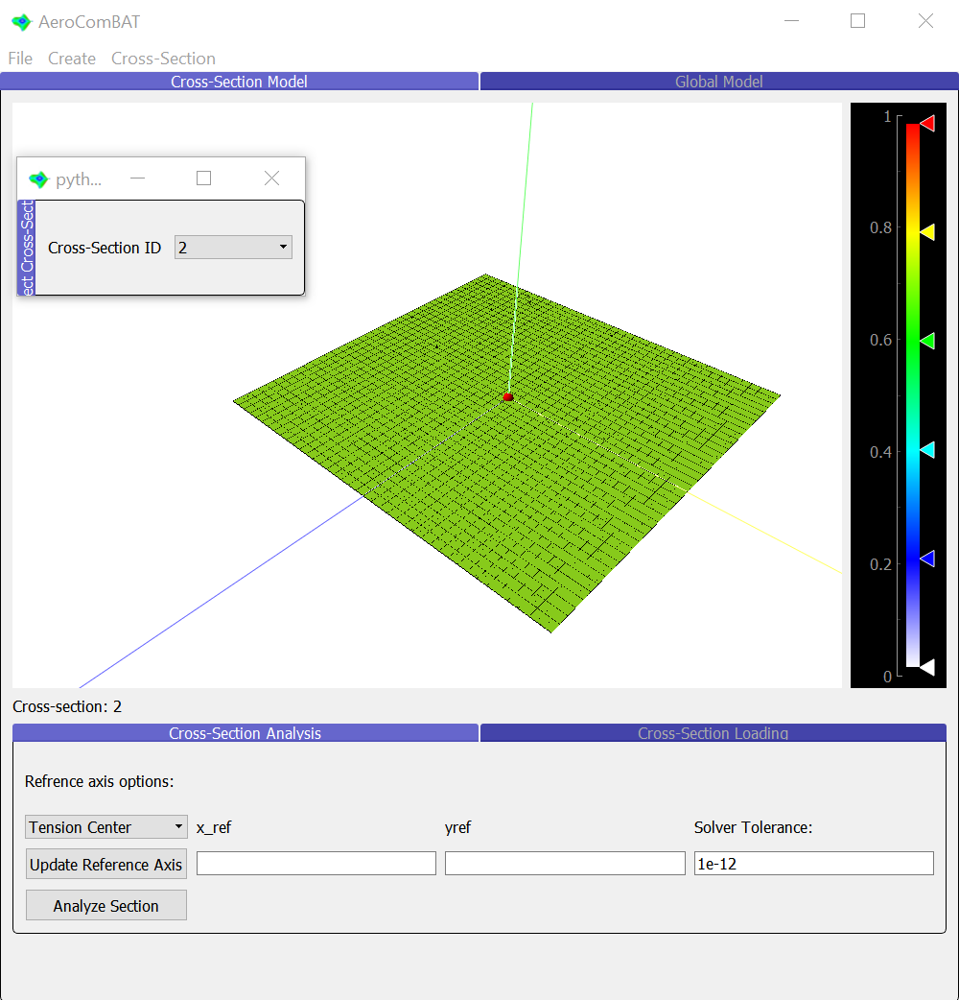 AeroComBAT
File Create Cross-Section
Cross-Section Model
Global Model
pyth...
ect Cross-Sect
Cross-Section ID
2
1
0.8
0.6
0.4
0.2
0
Cross-section: 2
Cross-Section Analysis
Cross-Section Loading
Refrence axis options:
Tension Center
x_ref
yref
Solver Tolerance:
Update Reference Axis
1e-12
Analyze Section